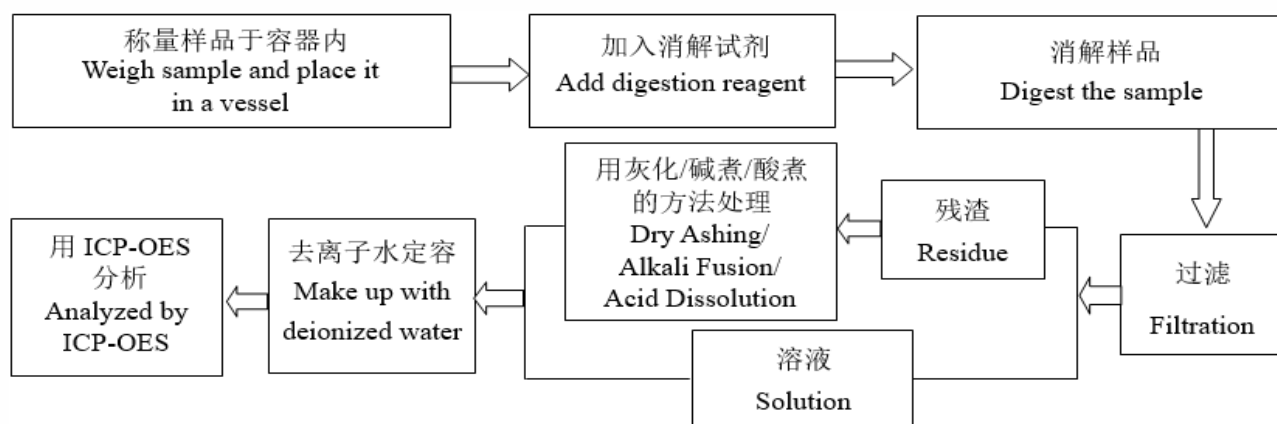 称量样品于容器内
Weigh sample and place it
in a vessel
加入消解试剂
Add digestion reagent
消解样品
Digest the sample
过滤
Filtration
残渣
Residue
用灰化/碱煮/酸煮
的方法处理
Dry Ashing/
Alkali Fusion/
Acid Dissolution
溶液
Solution
去离子水定容
Make up with
deionized water
用 ICP-OES
分析
Analyzed by
ICP-OES